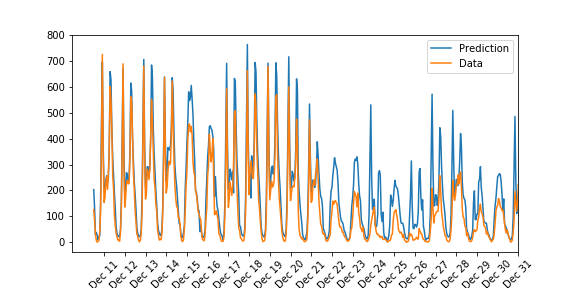 800
700
600
500
400
300
200
100
0
Prediction
Data
Dec 11
Dec 12
Dec 13
Dec 14
Dec 15
Dec 16
Dec 17
Dec 18
Dec 19
Dec 20
Dec 21
Dec 22
Dec 23
Dec 24
Dec 25
Dec 26
Dec 27
Dec 28
Dec 29
Dec 30
Dec 31